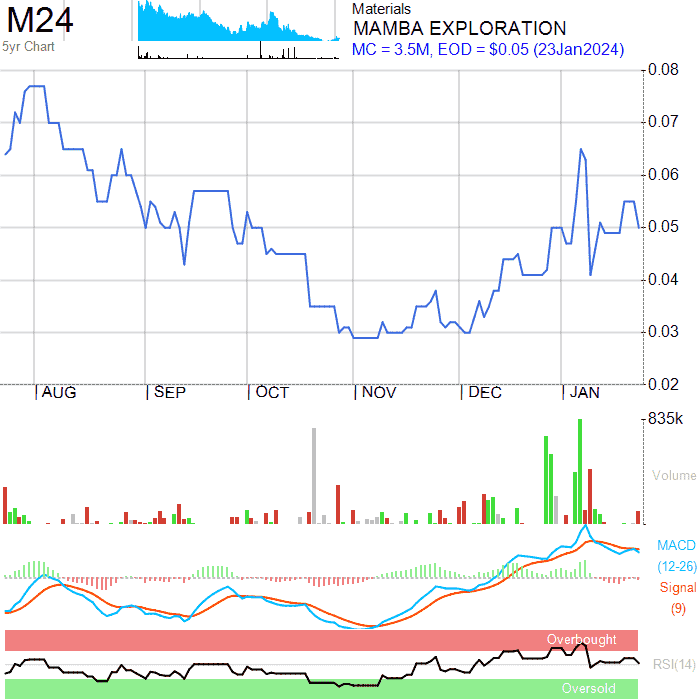 M24
5yr Chart
Materials
MAMBA EXPLORATION
MC = 3.5M, EOD = $0.05 (23Jan2024)
0.08
0.07
0.06
0.05
0.04
0.03
0.02
AUG SEP OCT NOV DEC JAN
835k
Volume
MACD
(12-26)
Signal
(9)
Overbought
RSI(14)
Oversold